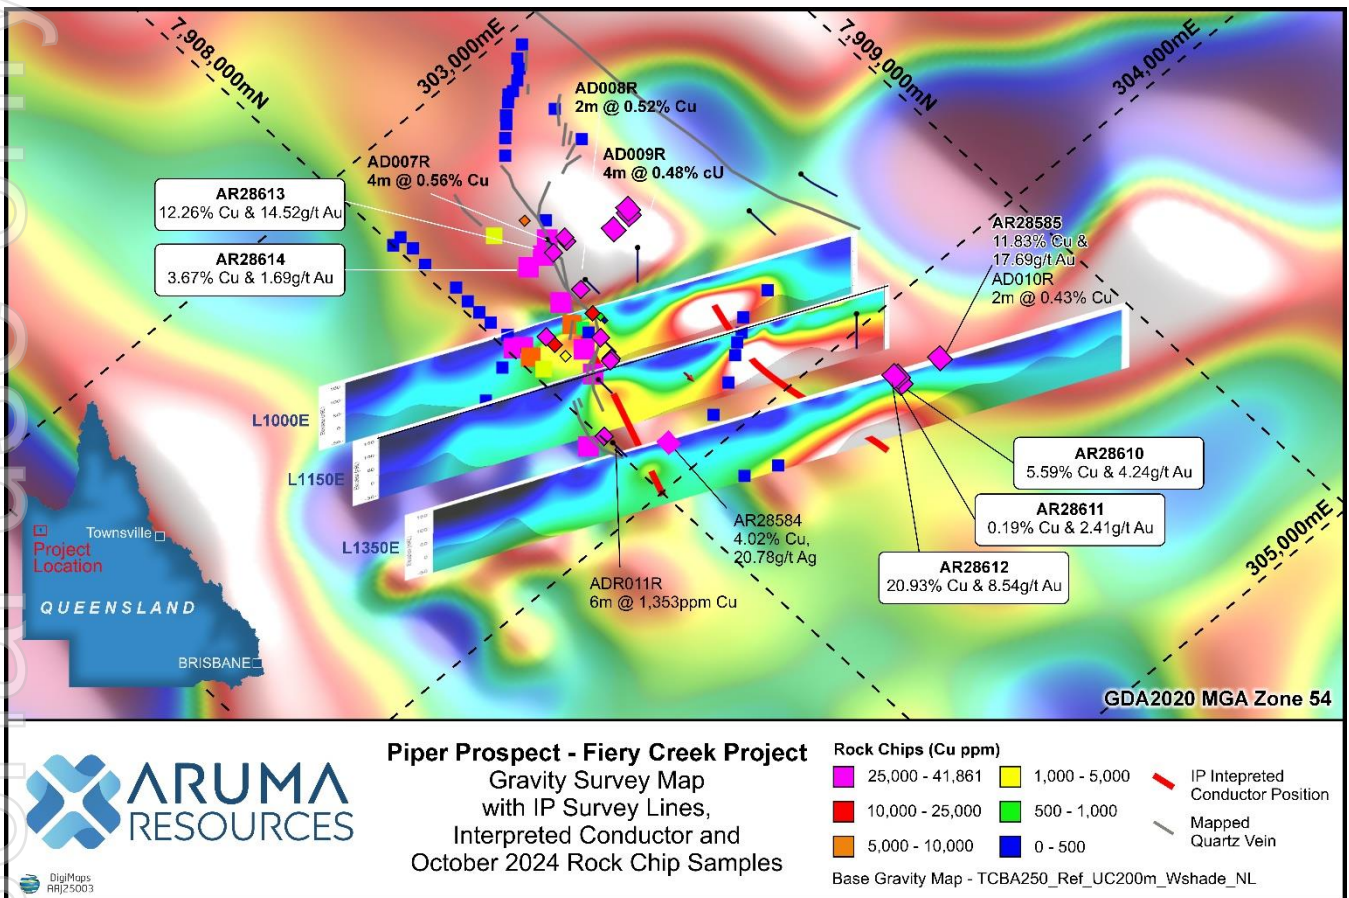 7,908,000mN
303,000mE
7,909,000mN
304,000mE
305,000mE
AD008R
2m @ 0.52% Cu
AD009R
4m @ 0.48% cU
AD007R
4m @ 0.56% Cu
AR28613
12.26% Cu & 14.52g/t Au
AR28614
3.67% Cu & 1.69g/t Au
AR28585
11.83% Cu &
17.69g/t Au
AD010R
2m @ 0.43% Cu
L1000E
L1150E
L1350E
AR28610
5.59% Cu & 4.24g/t Au
AR28611
0.19% Cu & 2.41g/t Au
AR28612
20.93% Cu & 8.54g/t Au
AR28584
4.02% Cu,
20.78g/t Ag
ADR011R
6m @ 1,353ppm Cu
Townsville
Project
Location
QUEENSLAND
BRISBANE
GDA2020 MGA Zone 54
ARUMA
RESOURCES
DigiMaps
ARJ25003
Piper Prospect - Fiery Creek Project
Gravity Survey Map
with IP Survey Lines,
Interpreted Conductor and
October 2024 Rock Chip Samples
Rock Chips (Cu ppm)
25,000 - 41,861
10,000 - 25,000
5,000 - 10,000
1,000 - 5,000
500 - 1,000
0 - 500
IP Intepreted
Conductor Position
Mapped
Quartz Vein
Base Gravity Map - TCBA250_Ref_UC200m_Wshade_NL